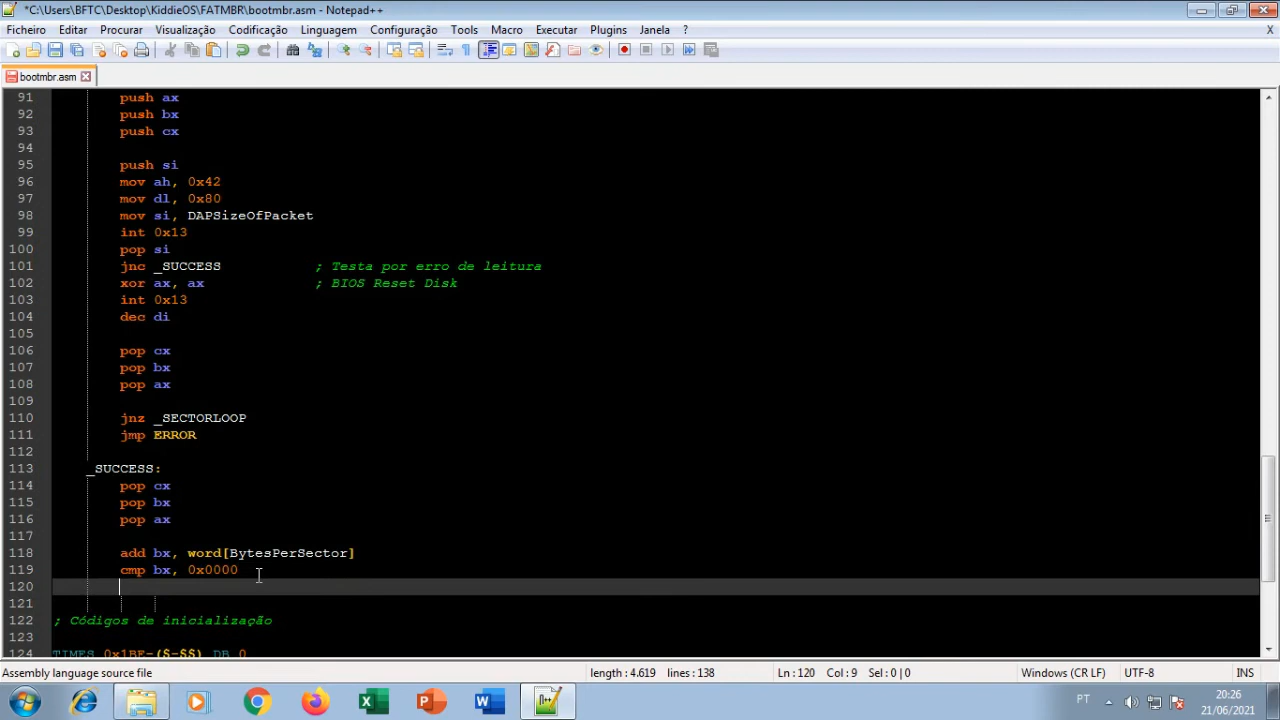 *C:\Users\BFTC\Desktop\KiddieOS\FATMBR\bootmbr.asm - Notepad++
Ficheiro Editar Procurar Visualização Codificação Linguagem Configuração Tools Macro Executar Plugins Janela ? X
bootmbr.asm
91 push ax
92 push bx
93 push cx
94
95 push si
96 mov ah, 0x42
97 mov dl, 0x80
98 mov si, DAPSizeOfPacket
99 int 0x13
100 pop si
101 jnc _SUCCESS ; Testa por erro de leitura
102 xor ax, ax ; BIOS Reset Disk
103 int 0x13
104 dec di
105
106 pop cx
107 pop bx
108 pop ax
109
110 jnz _SECTORLOOP
111 jmp ERROR
112
113 _SUCCESS:
114 pop cx
115 pop bx
116 pop ax
117
118 add bx, word[BytesPerSector]
119 cmp bx, 0x0000
120
121
122 ; Códigos de inicialização
123
124 TIMES 0x1BE-($-$$) DB 0
Assembly language source file length : 4.619 lines : 138 Ln : 120 Col : 9 Sel : 0 | 0 Windows (CR LF) UTF-8 INS
PT 20:26
21/06/2021